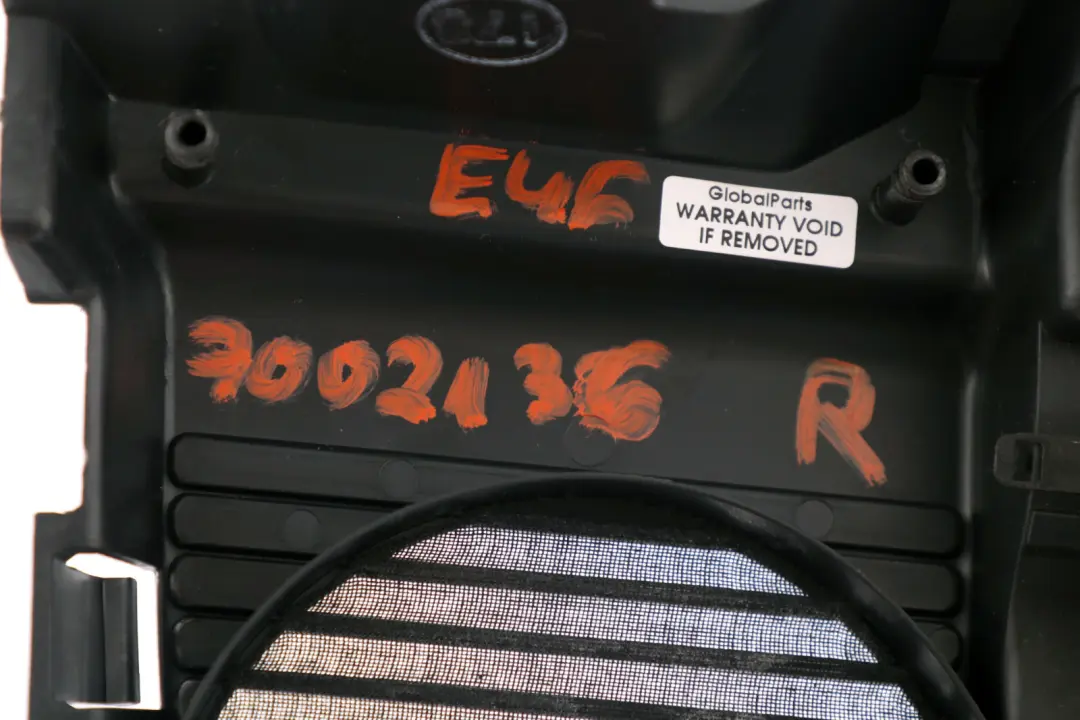 E46
GlobalParts
WARRANTY VOID
IF REMOVED
7002136 R